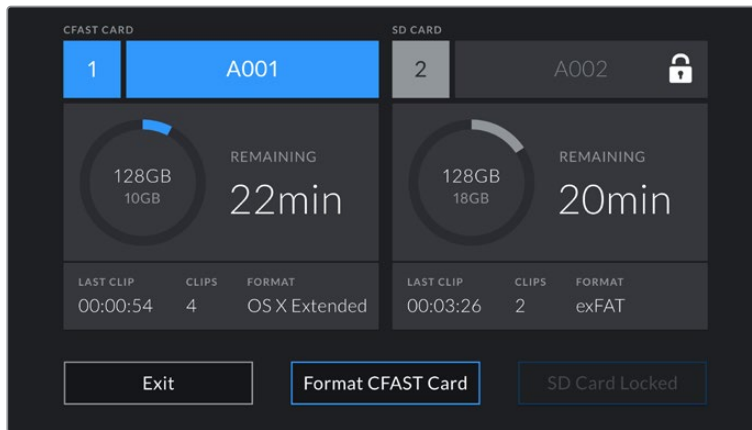 CFAST CARD
1
A001
128GB
10GB
REMAINING
22min
LAST CLIP CLIPS FORMAT
00:00:54 4 OS X Extended
SD CARD
2
A002
128GB
18GB
REMAINING
20min
LAST CLIP CLIPS FORMAT
00:03:26 2 exFAT
Exit
Format CFAST Card
SD Card Locked